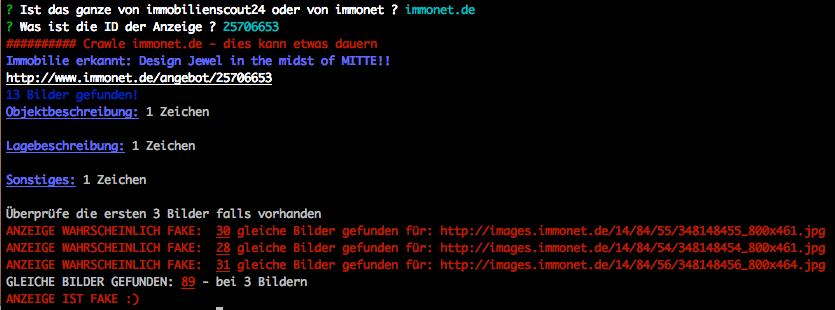 ? Ist das ganze von immobilienscout24 oder von immonet ? immonet.de
? Was ist die ID der Anzeige ? 25706653
########## Crawle immonet.de - dies kann etwas dauern
Immobilie erkannt: Design Jewel in the midst of MITTE!!
http://www.immonet.de/angebot/25706653
13 Bilder gefunden!
Objektbeschreibung: 1 Zeichen
Lagebeschreibung: 1 Zeichen
Sonstiges: 1 Zeichen
Überprüfe die ersten 3 Bilder falls vorhanden
ANZEIGE WAHRSCHEINLICH FAKE:  30 gleiche Bilder gefunden für: http://images.immonet.de/14/84/55/348148455_800x461.jpg
ANZEIGE WAHRSCHEINLICH FAKE:  28 gleiche Bilder gefunden für: http://images.immonet.de/14/84/54/348148454_800x461.jpg
ANZEIGE WAHRSCHEINLICH FAKE:  31 gleiche Bilder gefunden für: http://images.immonet.de/14/84/56/348148456_800x464.jpg
GLEICHE BILDER GEFUNDEN: 89 - bei 3 Bildern
ANZEIGE IST FAKE :)